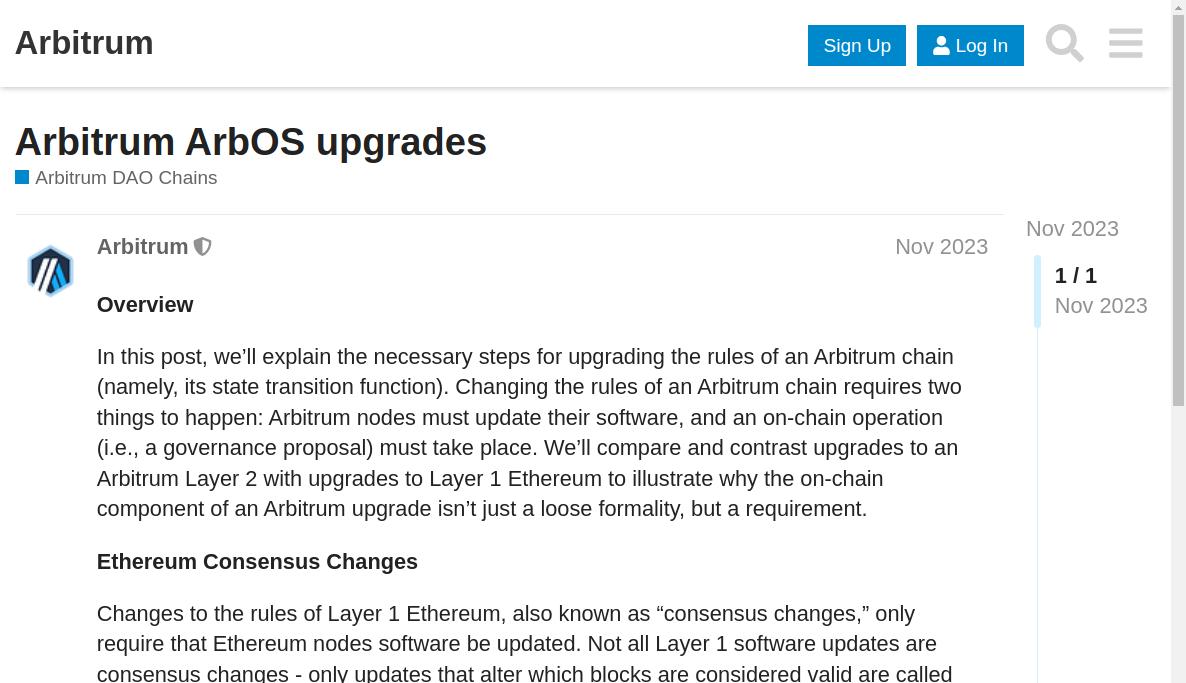 Arbitrum
Sign Up
Log In
Arbitrum ArbOS upgrades
Arbitrum DAO Chains
Arbitrum
Nov 2023
Nov 2023
1 / 1
Nov 2023
Overview
In this post, we’ll explain the necessary steps for upgrading the rules of an Arbitrum chain
(namely, its state transition function). Changing the rules of an Arbitrum chain requires two
things to happen: Arbitrum nodes must update their software, and an on-chain operation
(i.e., a governance proposal) must take place. We’ll compare and contrast upgrades to an
Arbitrum Layer 2 with upgrades to Layer 1 Ethereum to illustrate why the on-chain
component of an Arbitrum upgrade isn’t just a loose formality, but a requirement.
Ethereum Consensus Changes
Changes to the rules of Layer 1 Ethereum, also known as “consensus changes,” only
require that Ethereum nodes software be updated. Not all Layer 1 software updates are
consensus changes - only updates that alter which blocks are considered valid are called